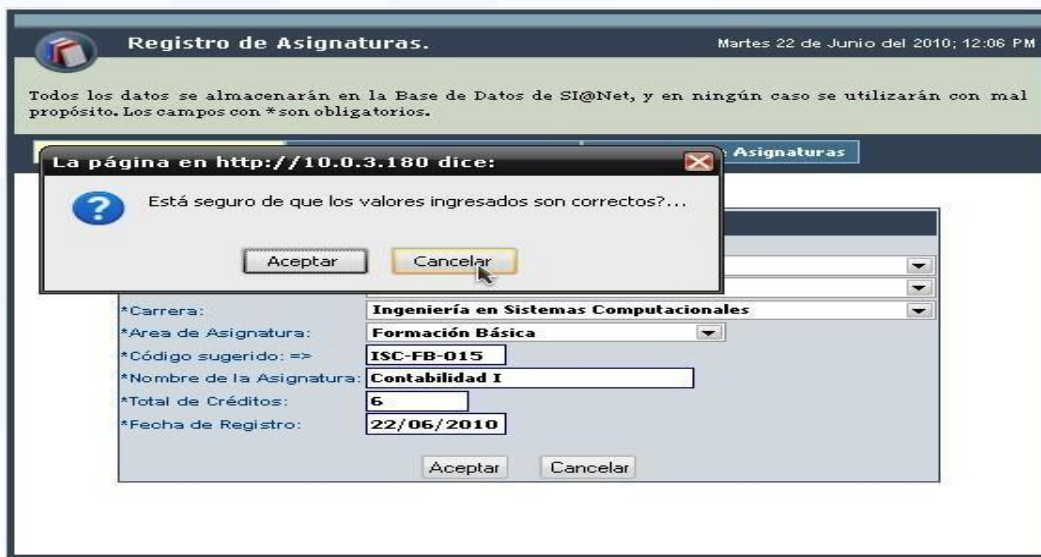 Registro de Asignaturas.
Martes 22 de Junio del 2010; 12:06 PM
Todos los datos se almacenarán en la Base de Datos de SI@Net, y en ningún caso se utilizarán con mal
propósito. Los campos con * son obligatorios.
Asignaturas
La página en http://10.0.3.180 dice:
Está seguro de que los valores ingresados son correctos?...
Aceptar
Cancelar
*Carrera: Ingeniería en Sistemas Computacionales
*Area de Asignatura: Formación Básica
*Código sugerido: => ISC-FB-015
*Nombre de la Asignatura: Contabilidad I
*Total de Créditos: 6
*Fecha de Registro: 22/06/2010
Aceptar
Cancelar